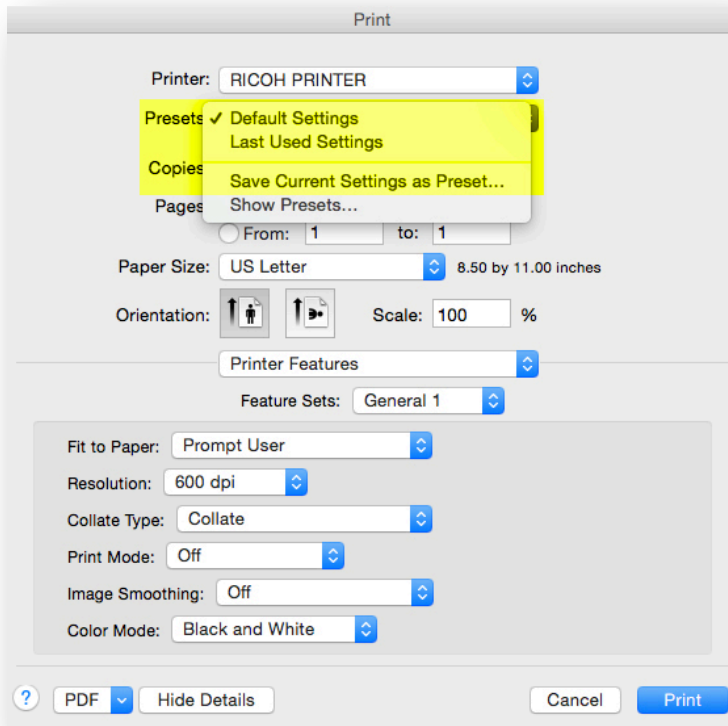 Print
Printer: RICOH PRINTER
Presets ✓ Default Settings
Last Used Settings
Copies
Save Current Settings as Preset...
Pages Show Presets...
From: 1 to: 1
Paper Size: US Letter 8.50 by 11.00 inches
Orientation: Scale: 100 %
Printer Features
Feature Sets: General 1
Fit to Paper: Prompt User
Resolution: 600 dpi
Collate Type: Collate
Print Mode: Off
Image Smoothing: Off
Color Mode: Black and White
? PDF Hide Details Cancel Print